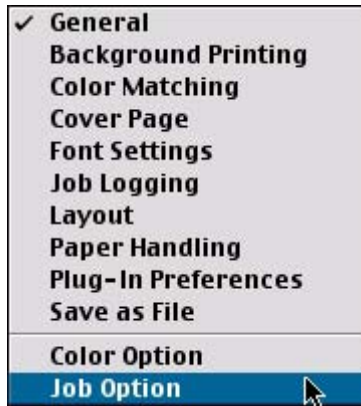 ✓ General
Background Printing
Color Matching
Cover Page
Font Settings
Job Logging
Layout
Paper Handling
Plug-In Preferences
Save as File
Color Option
Job Option